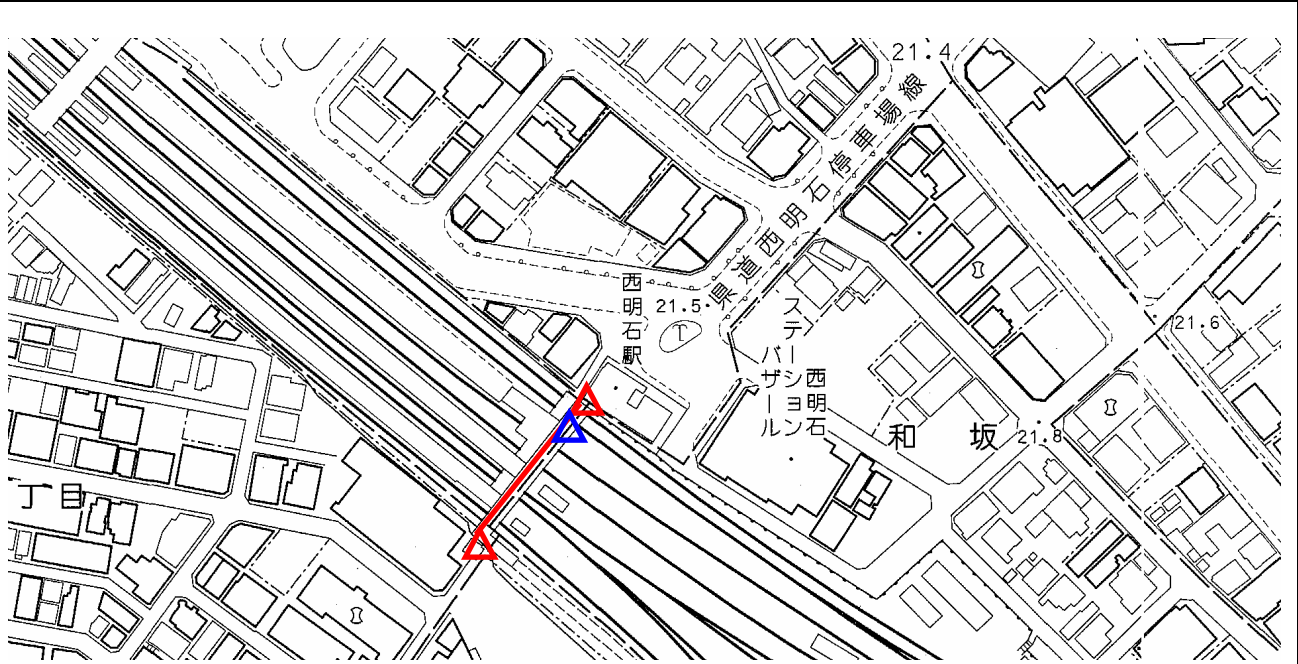 21.4
県道西明石停車場線
西明石駅
21.5
西明石
ステーション
バザール
21.6
和坂
21.8
丁目